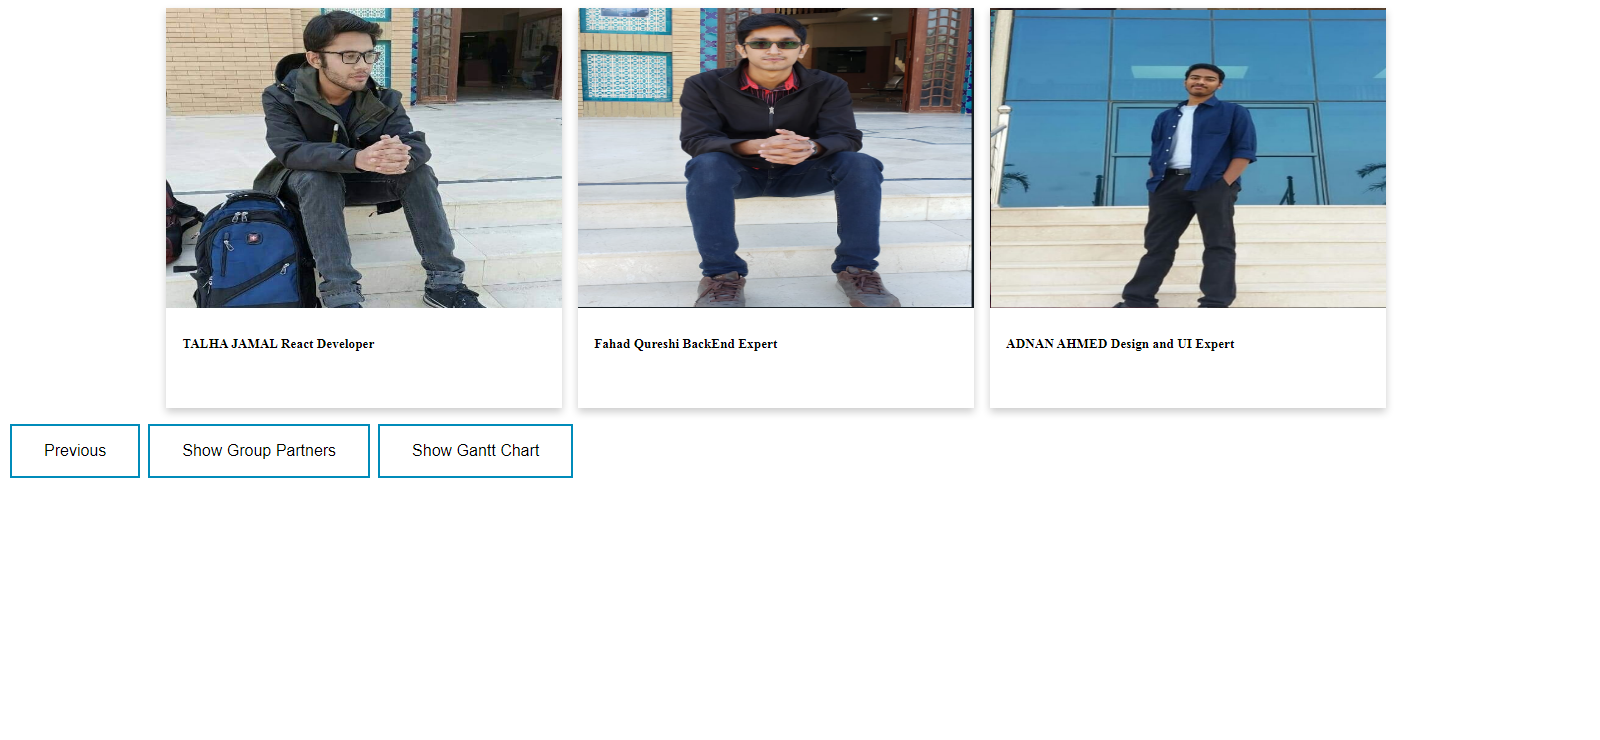 TALHA JAMAL React Developer
Fahad Qureshi BackEnd Expert
ADNAN AHMED Design and UI Expert
Previous
Show Group Partners
Show Gantt Chart